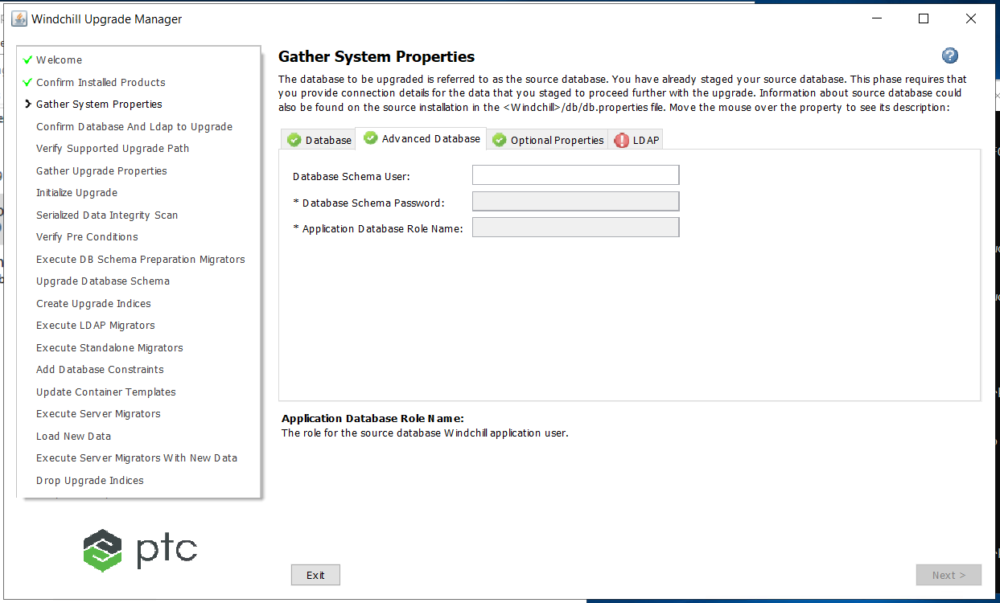 Windchill Upgrade Manager
Welcome
Confirm Installed Products
Gather System Properties
Confirm Database And Ldap to Upgrade
Verify Supported Upgrade Path
Gather Upgrade Properties
Initialize Upgrade
Serialized Data Integrity Scan
Verify Pre Conditions
Execute DB Schema Preparation Migrators
Upgrade Database Schema
Create Upgrade Indices
Execute LDAP Migrators
Execute Standalone Migrators
Add Database Constraints
Update Container Templates
Execute Server Migrators
Load New Data
Execute Server Migrators With New Data
Drop Upgrade Indices
ptc
Gather System Properties
?
The database to be upgraded is referred to as the source database. You have already staged your source database. This phase requires that
you provide connection details for the data that you staged to proceed further with the upgrade. Information about source database could
also be found on the source installation in the <Windchill>/db/db.properties file. Move the mouse over the property to see its description:
Database
Advanced Database
Optional Properties
LDAP
Database Schema User:
* Database Schema Password:
* Application Database Role Name:
Application Database Role Name:
The role for the source database Windchill application user.
Exit
Next >